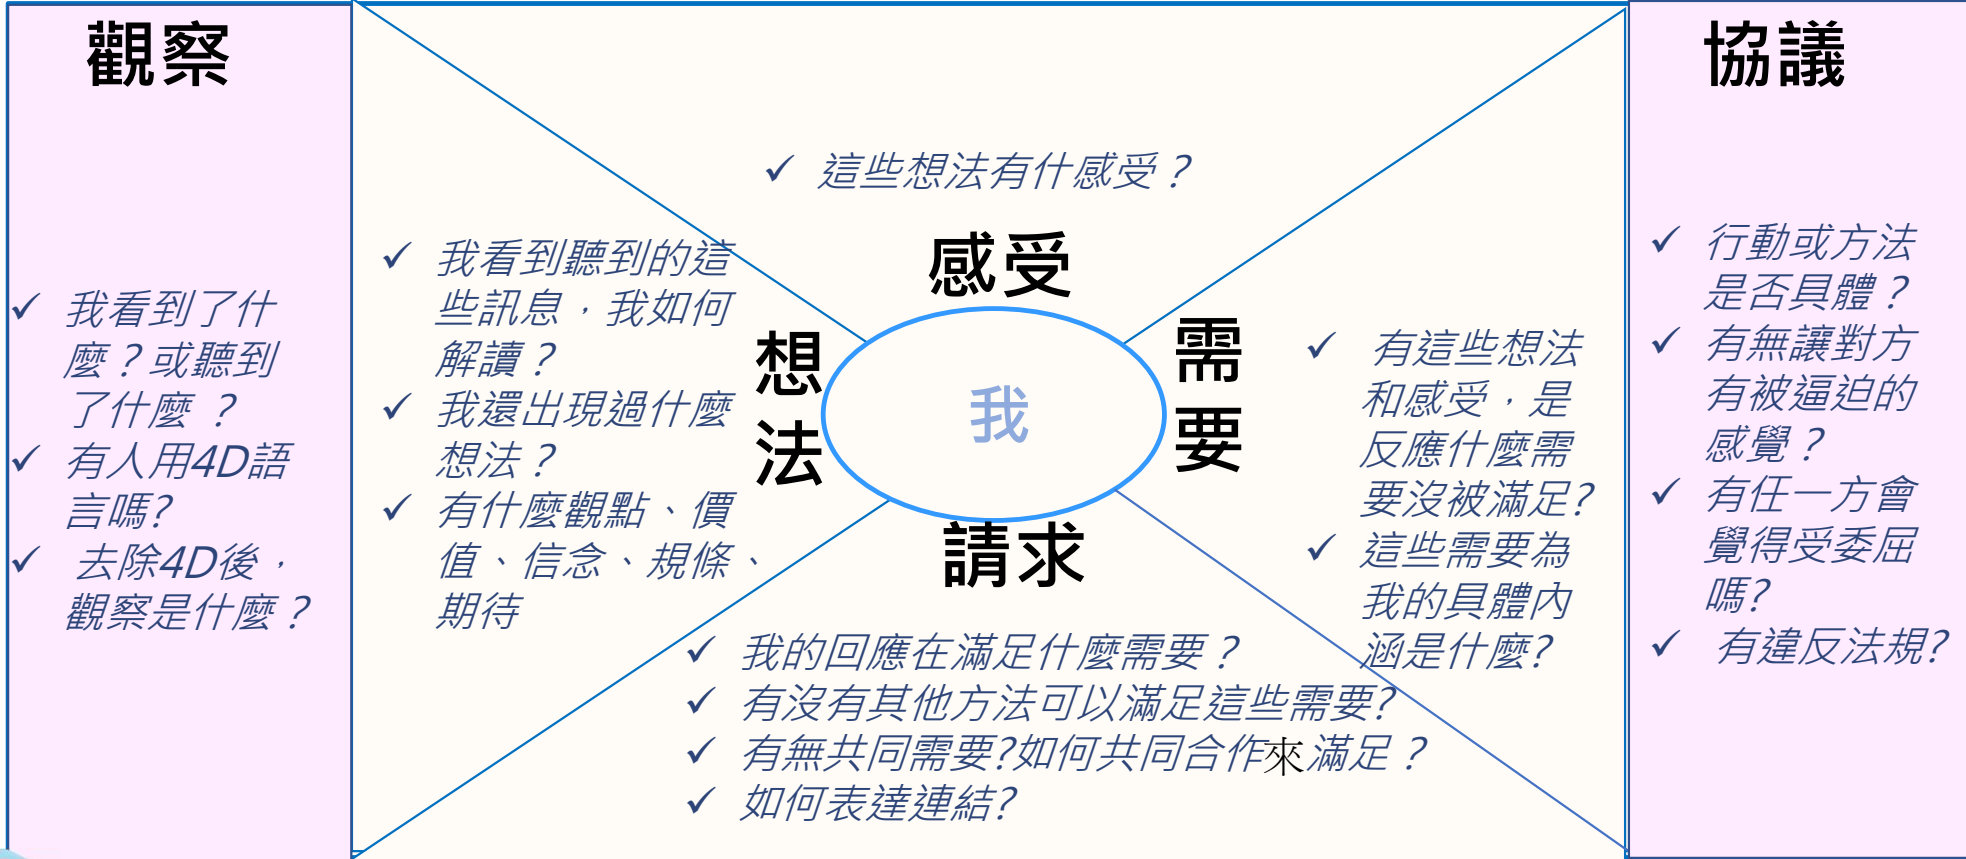 觀察
✓ 我看到了什
麼？或聽到
了什麼 ？
✓ 有人用4D語
言嗎?
✓ 去除4D後，
觀察是什麼？
✓ 這些想法有什感受？
感受
✓ 我看到聽到的這
些訊息，我如何
解讀？
✓ 我還出現過什麼
想法？
✓ 有什麼觀點、價
值、信念、規條、
期待
想
法
我
需
要
✓ 有這些想法
和感受，是
反應什麼需
要沒被滿足?
✓ 這些需要為
我的具體內
涵是什麼?
請求
✓ 我的回應在滿足什麼需要？
✓ 有沒有其他方法可以滿足這些需要?
✓ 有無共同需要?如何共同合作來滿足？
✓ 如何表達連結?
協議
✓ 行動或方法
是否具體？
✓ 有無讓對方
有被逼迫的
感覺？
✓ 有任一方會
覺得受委屈
嗎?
✓ 有違反法規?